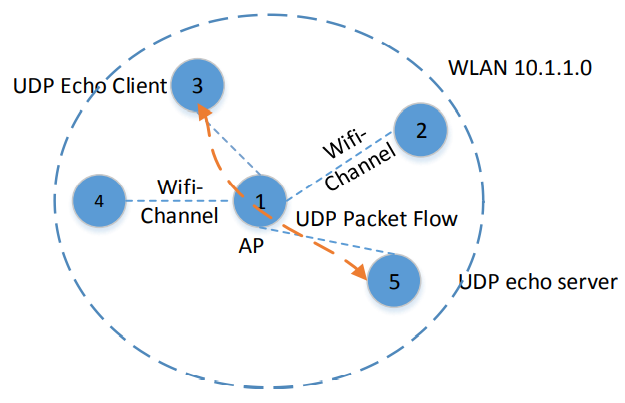 WLAN 10.1.1.0
UDP Echo Client
3
2
Wifi-
Channel
4
Wifi-
Channel
1
UDP Packet Flow
AP
5
UDP echo server